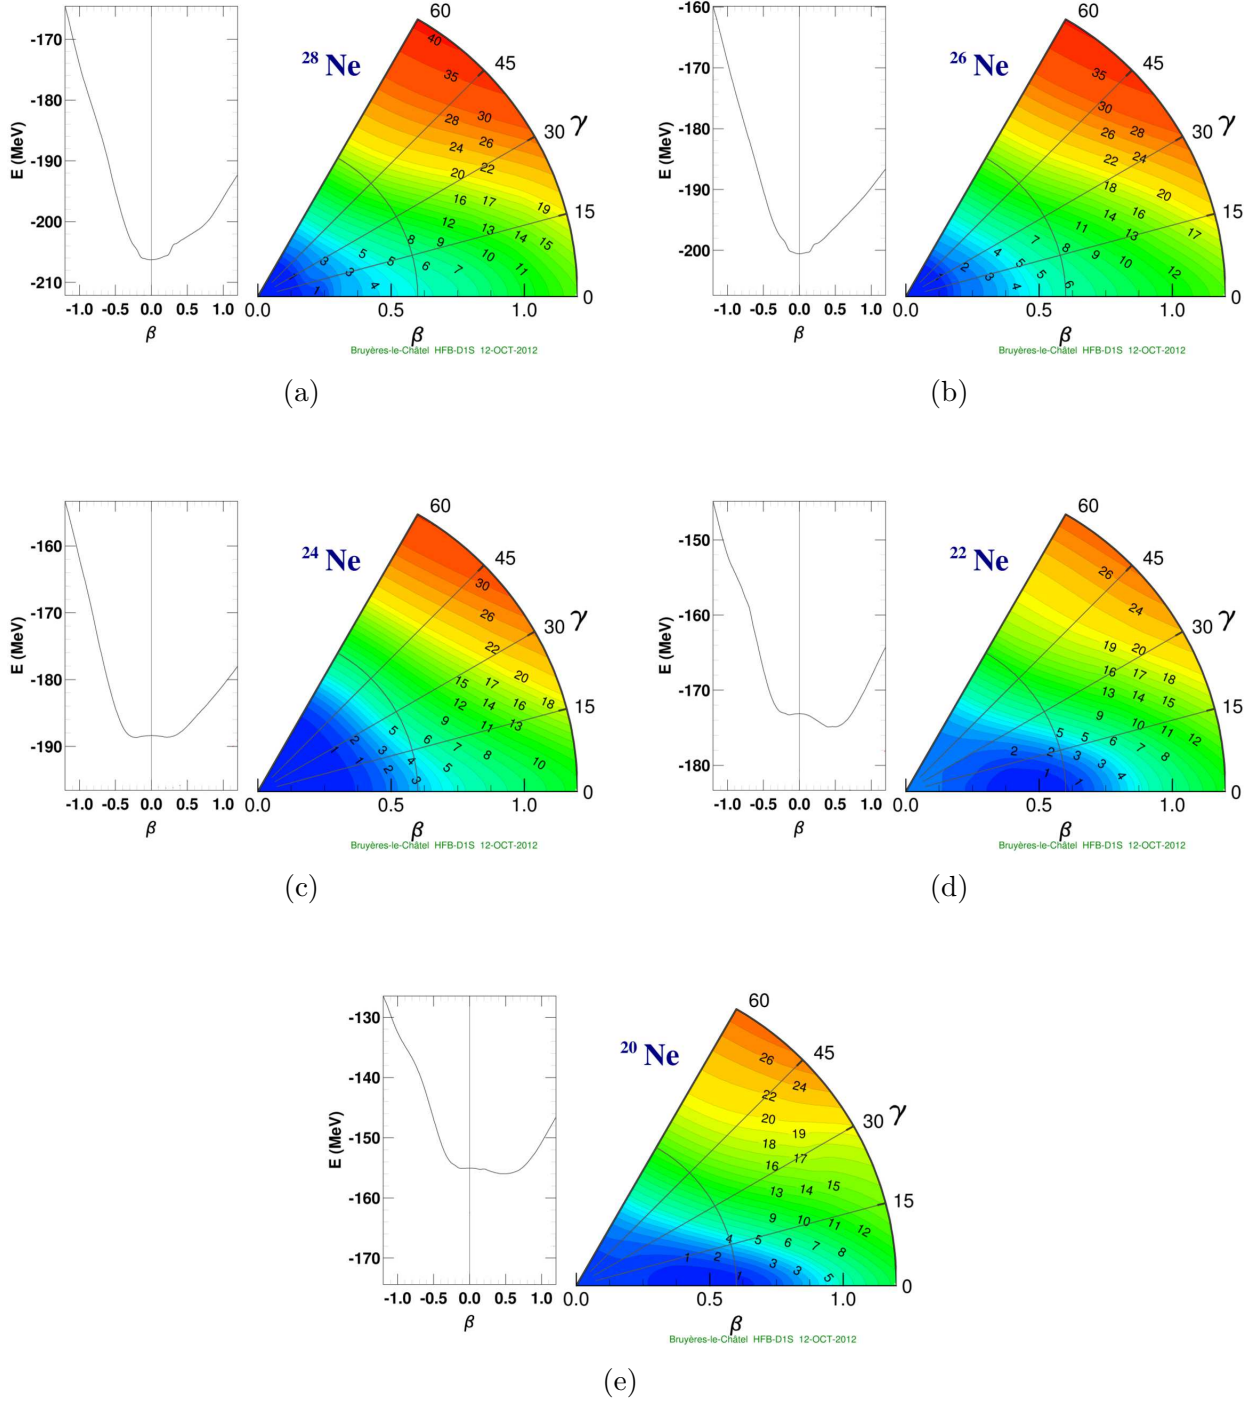 -170
-180
-190
-200
-210
E (MeV)
-1.0 -0.5 0.0 0.5 1.0
β
28 Ne
60
45
30
γ
15
0
40
35
30
28
26
24
22
20
16 17 19
12 13 14 15
8 9 10 11
5 5 6 7
1 3 3 4
1
0.0 0.5 1.0
β
Bruyères-le-Châtel HFB-D1S 12-OCT-2012
(a)
-160
-170
-180
-190
-200
E (MeV)
-1.0 -0.5 0.0 0.5 1.0
β
26 Ne
60
45
30
γ
15
0
35
30
28
26
24
22
18 20
14 16 17
11 13
7 8 9 10 12
2 4 5 5 6
3 4
0.0 0.5 1.0
β
Bruyères-le-Châtel HFB-D1S 12-OCT-2012
(b)
-160
-170
-180
-190
E (MeV)
-1.0 -0.5 0.0 0.5 1.0
β
24 Ne
60
45
30
γ
15
0
30
26
22
20
15 17 18
12 14 16
9 11 13
5 6 7 8 10
1 2 3 4 5
1 2 3
0.0 0.5 1.0
β
Bruyères-le-Châtel HFB-D1S 12-OCT-2012
(c)
-150
-160
-170
-180
E (MeV)
-1.0 -0.5 0.0 0.5 1.0
β
22 Ne
60
45
30
γ
15
0
26
24
19 20
16 17 18
13 14 15
9 10 11 12
5 5 6 7 8
2 2 3 3 4
1 1
0.0 0.5 1.0
β
Bruyères-le-Châtel HFB-D1S 12-OCT-2012
(d)
-130
-140
-150
-160
-170
E (MeV)
-1.0 -0.5 0.0 0.5 1.0
β
20 Ne
60
45
30
γ
15
0
26
24
22
20
19
18
16 17
13 14 15
9 10 11 12
4 5 6 7 8
1 2 3 3 5
1
0.0 0.5 1.0
β
Bruyères-le-Châtel HFB-D1S 12-OCT-2012
(e)